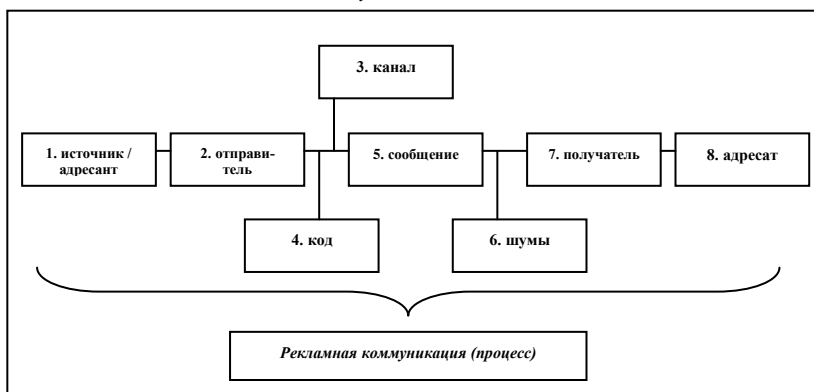 3. канал
1. источник /
адресант
2. отправи-
тель
5. сообщение
7. получатель
8. адресат
4. код
6. шумы
Рекламная коммуникация (процесс)